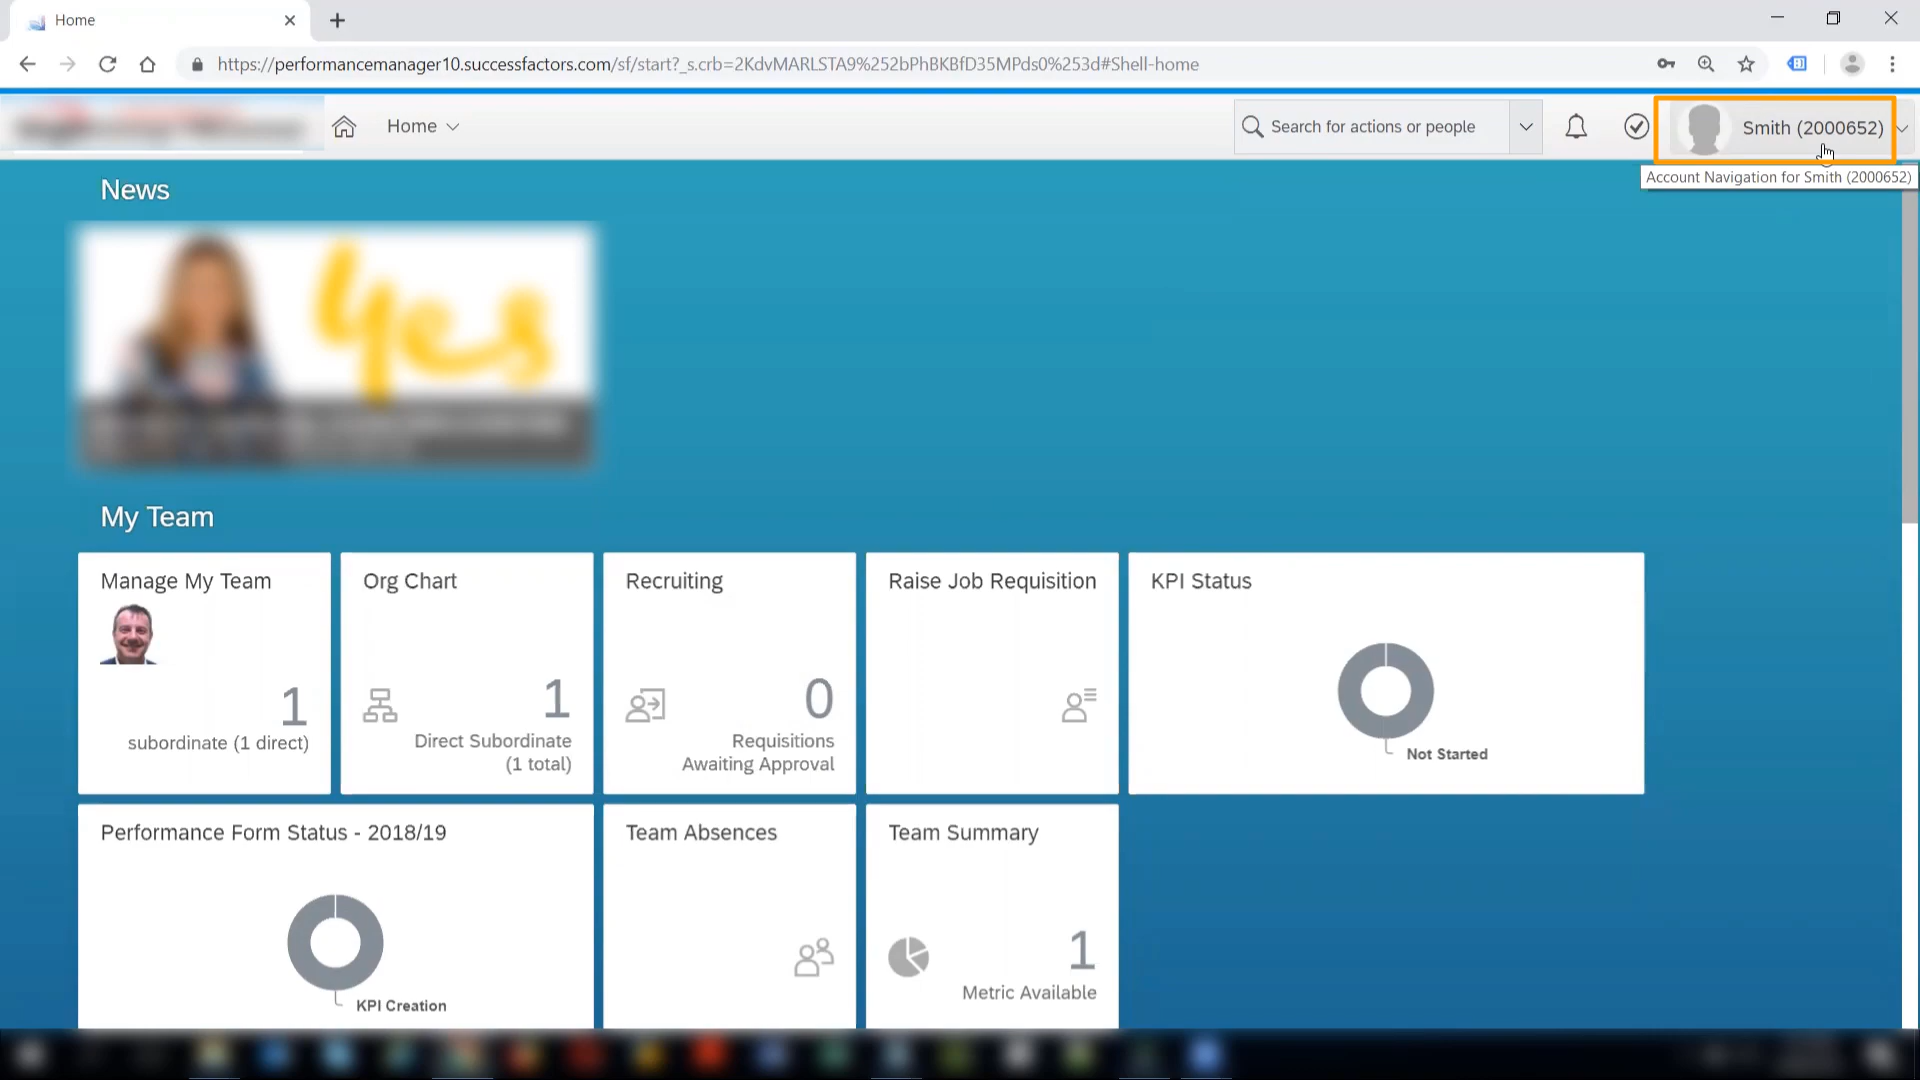 Home
https://performancemanager10.successfactors.com/sf/start?_s.crb=2KdvMARLSTA9%252bPhBKBfD35MPds0%253d#Shell-home
Home
Search for actions or people
Smith (2000652)
Account Navigation for Smith (2000652)
News
yes
My Team
Manage My Team
1
subordinate (1 direct)
Org Chart
1
Direct Subordinate
(1 total)
Recruiting
0
Requisitions
Awaiting Approval
Raise Job Requisition
KPI Status
Not Started
Performance Form Status - 2018/19
KPI Creation
Team Absences
Team Summary
1
Metric Available